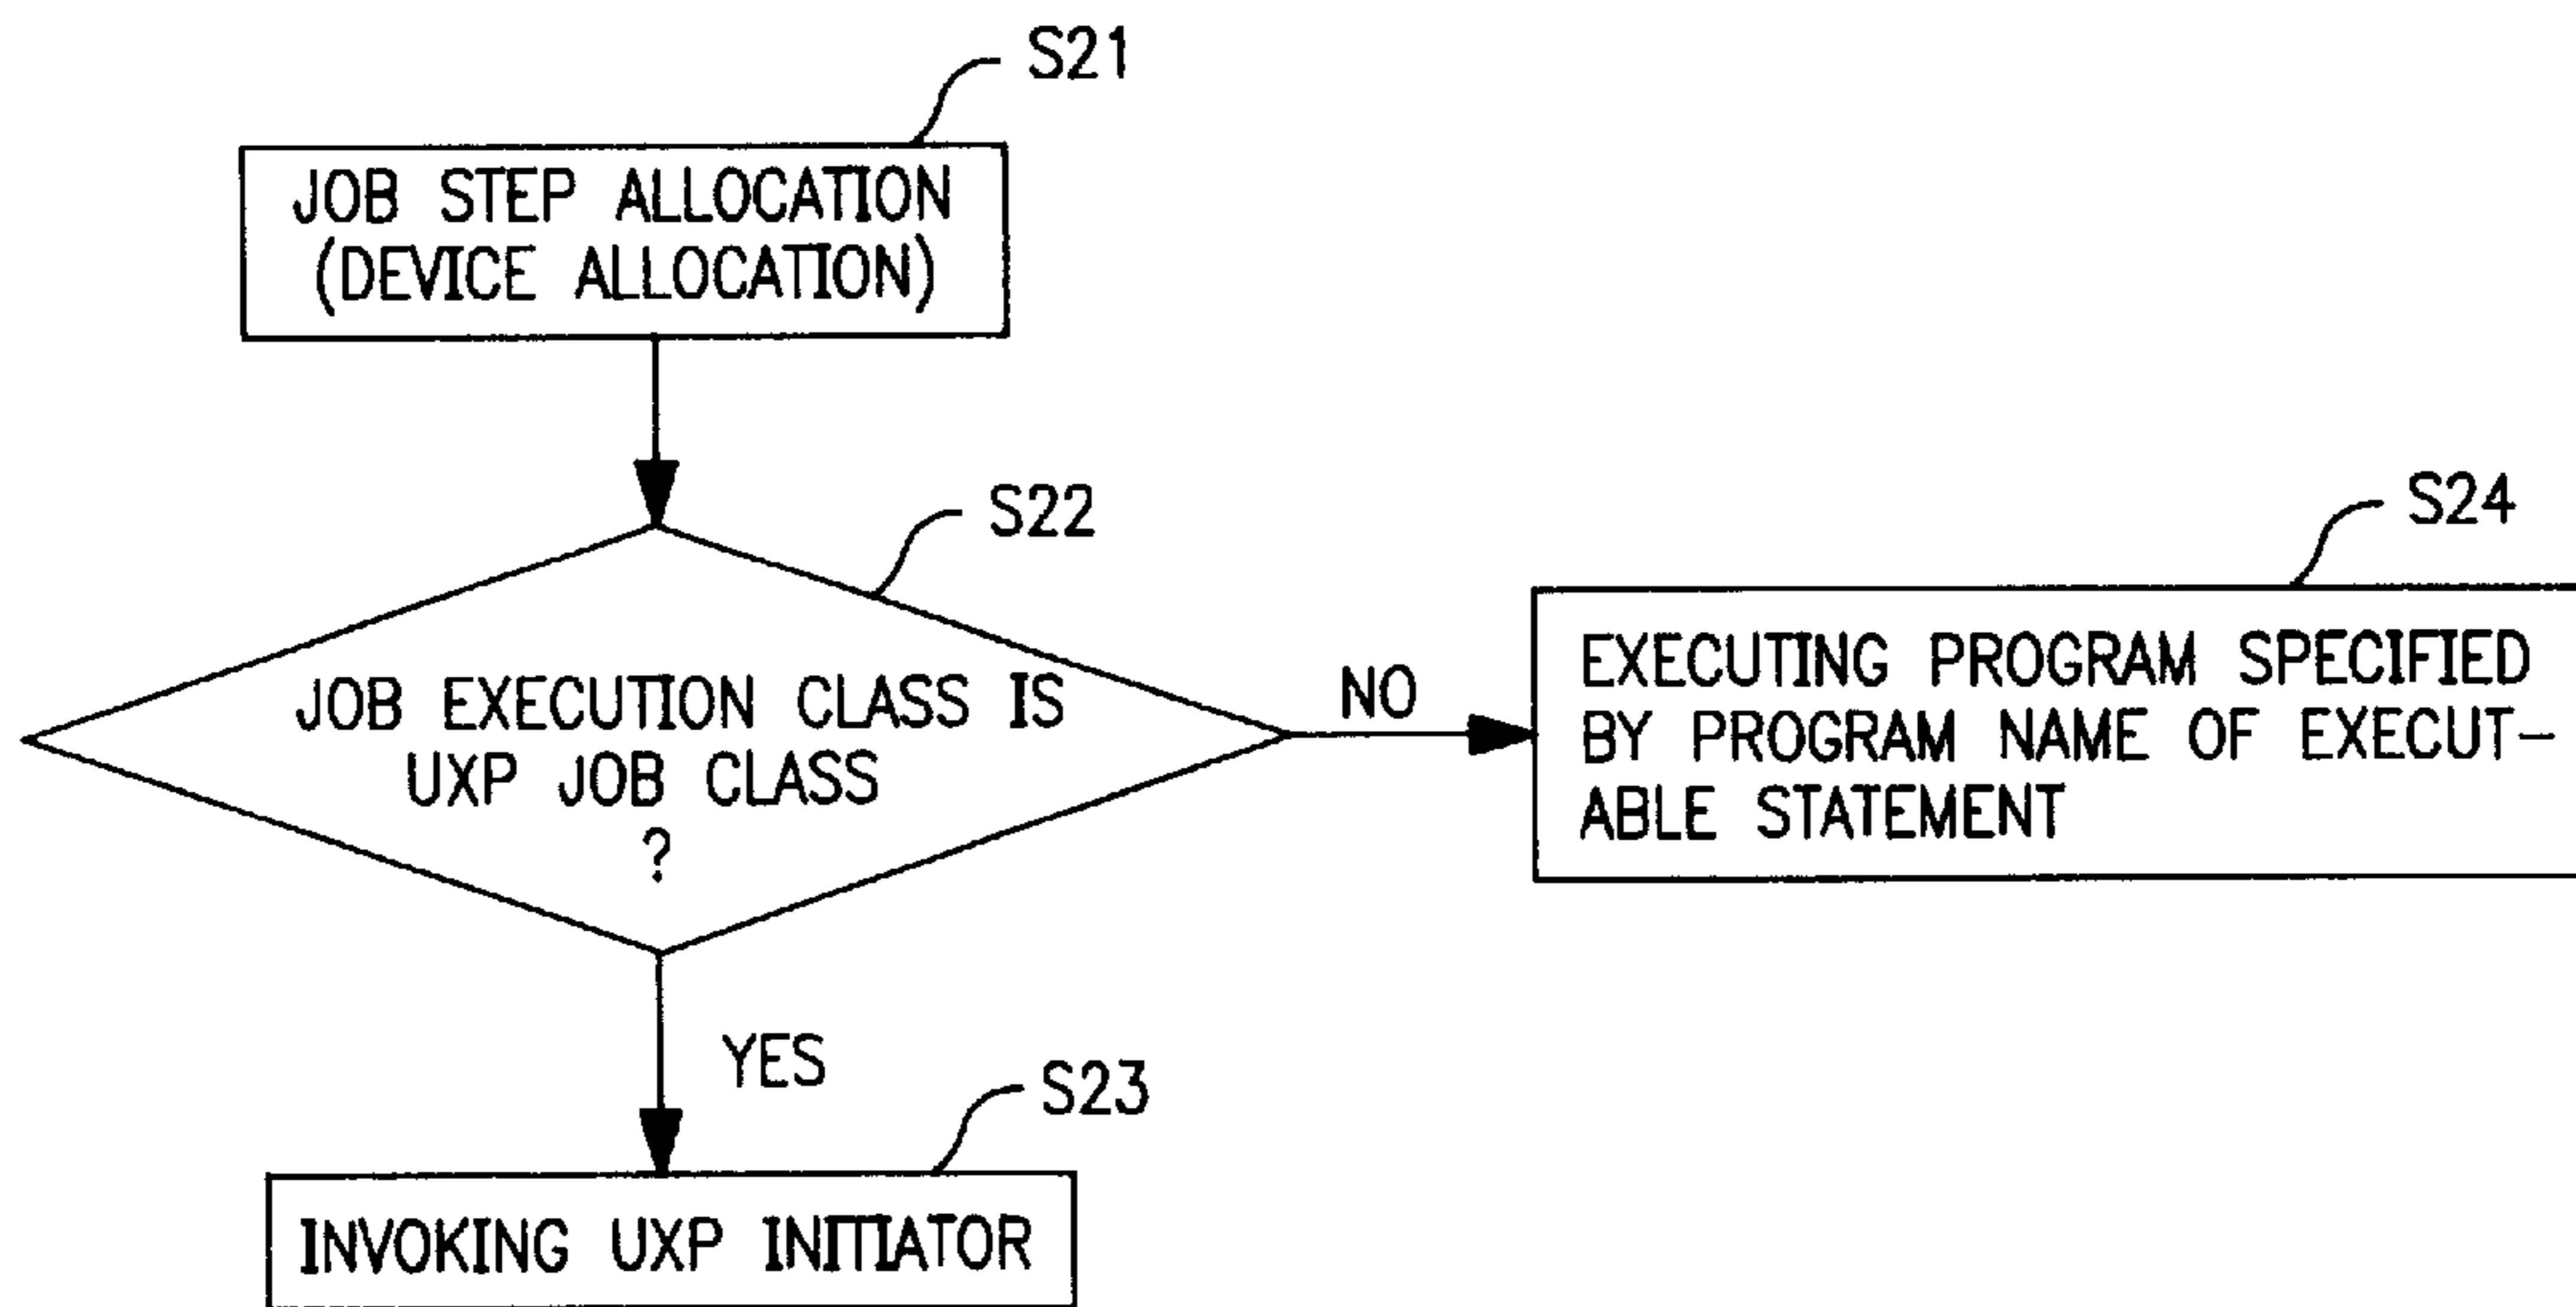 S21
JOB STEP ALLOCATION
(DEVICE ALLOCATION)
S22
JOB EXECUTION CLASS IS
UXP JOB CLASS
?
NO
S24
EXECUTING PROGRAM SPECIFIED
BY PROGRAM NAME OF EXECUT-
ABLE STATEMENT
YES
S23
INVOKING UXP INITIATOR